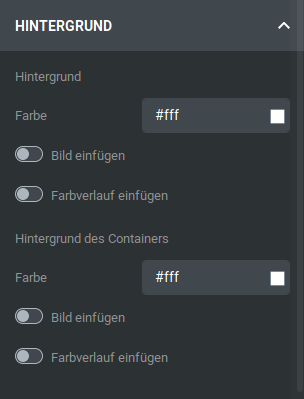 HINTERGRUND
Hintergrund
Farbe #fff
Bild einfügen
Farbverlauf einfügen
Hintergrund des Containers
Farbe #fff
Bild einfügen
Farbverlauf einfügen